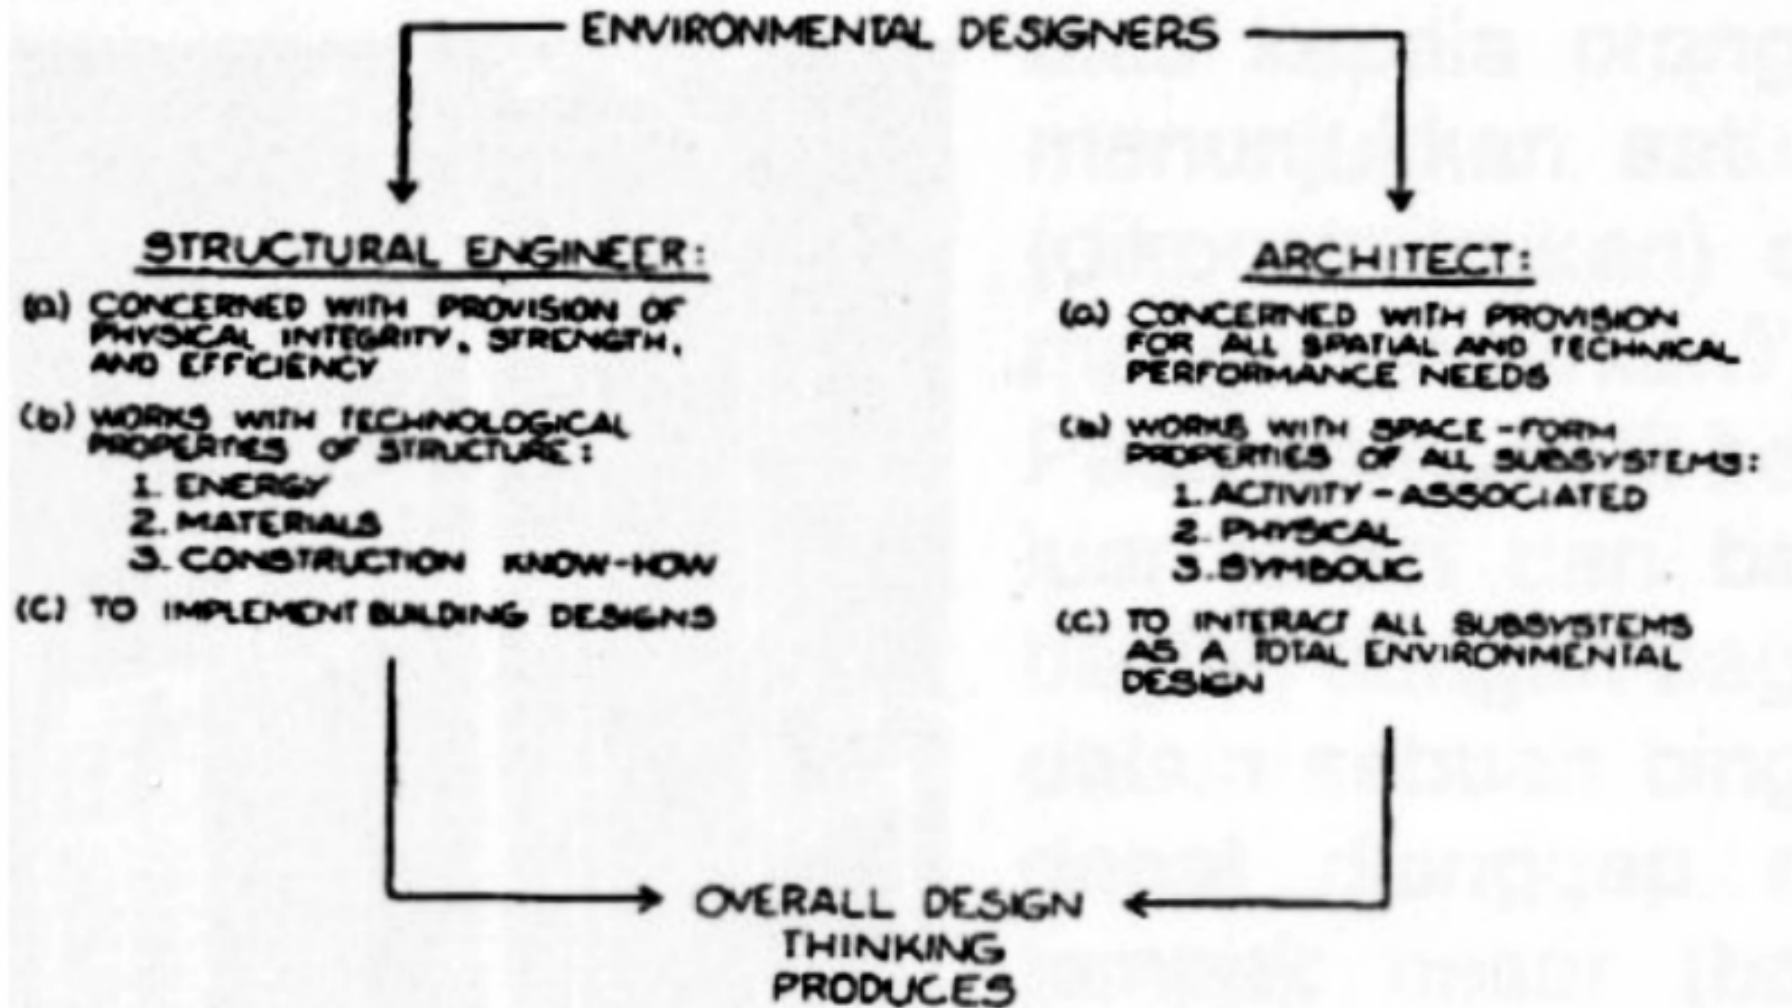 ENVIRONMENTAL DESIGNERS
STRUCTURAL ENGINEER:
(a) CONCERNED WITH PROVISION OF
PHYSICAL INTEGRITY, STRENGTH,
AND EFFICIENCY
(b) WORKS WITH TECHNOLOGICAL
PROPERTIES OF STRUCTURE:
1. ENERGY
2. MATERIALS
3. CONSTRUCTION KNOW-HOW
(C) TO IMPLEMENT BUILDING DESIGNS
ARCHITECT:
(a) CONCERNED WITH PROVISION
FOR ALL SPATIAL AND TECHNICAL
PERFORMANCE NEEDS
(b) WORKS WITH SPACE-FORM
PROPERTIES OF ALL SUBSYSTEMS:
1. ACTIVITY-ASSOCIATED
2. PHYSICAL
3. SYMBOLIC
(C) TO INTERACT ALL SUBSYSTEMS
AS A TOTAL ENVIRONMENTAL
DESIGN
OVERALL DESIGN
THINKING
PRODUCES